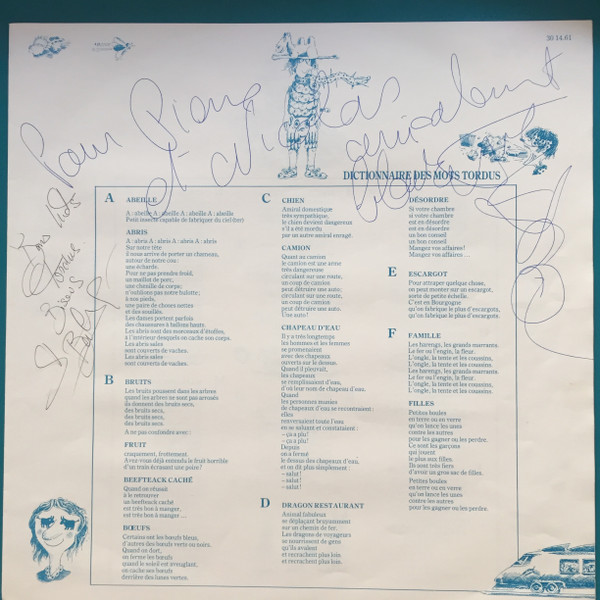 30 14.61
Pour Pierre
et Nicolas
amicalement
DICTIONNAIRE DES MOTS TORDUS
A
ABEILLE
A : abeille A : abeille A : abeille A : abeille
Petit insecte capable de fabriquer du ciel (ler)
ABRIS
A : abris A : abris A : abris A : abris
Sur notre tête
il nous arrive de porter un chameau,
autour de notre cou :
une écharde.
Pour ne pas prendre froid,
un maillot de porc,
une chenille de corps;
n'oublions pas notre bulotte;
à nos pieds,
une paire de choses nettes
et des souillés.
Les dames portent parfois
des chaussures à ballons hauts.
Les abris sont des morceaux d'étoffes,
à l'intérieur desquels on cache son corps.
Les abris sales
sont couverts de vaches.
Les abris sales
sont couverts de vaches.
B
BRUITS
Les bruits poussent dans les arbres
quand les arbres ne sont pas arrosés
ils donnent des bruits secs,
des bruits secs,
des bruits secs,
des bruits secs.
A ne pas confondre avec :
FRUIT
craquement, frottement.
Avez-vous déjà entendu le fruit horrible
d'un train écrasant une poire ?
BEEFTEACK CACHÉ
Quand on réussit
à le retrouver
un beefteack caché
est très bon à manger,
est très bon à manger ...
BŒUFS
Certains ont les bœufs bleus,
d'autres des bœufs verts ou noirs.
Quand on dort,
on ferme les bœufs
quand le soleil est aveuglant,
on cache ses bœufs
derrière des luses vertes.
C
CHIEN
Amiral domestique
très sympathique,
le chien devient dangereux
s'il a été mordu
par un autre amiral enragé.
CAMION
Quant au camion
le camion est une arme
très dangereuse
circulant sur une route,
un coup de camion
peut détruire une auto;
circulant sur une route,
un coup de camion
peut détruire une auto.
Une auto !
CHAPEAU D'EAU
Il y a très longtemps
les hommes et les femmes
se promenaient
avec des chapeaux
ouverts sur le dessus.
Quand il pleuvait,
les chapeaux
se remplissaient d'eau,
d'où leur nom de chapeau d'eau.
Quand
les personnes munies
de chapeaux d'eau se rencontraient :
elles
renversaient toute l'eau
en se saluant et constataient :
– ça a plu !
– ça a plu !
Depuis
on a fermé
le dessus des chapeaux d'eau,
et on dit plus simplement :
– salut !
– salut !
– salut !
D
DRAGON RESTAURANT
Animal fabuleux
se déplaçant bruyamment
sur un chemin de fer.
Les dragons de voyageurs
se nourrissent de gens
qu'ils avalent
et recrachent plus loin.
et recrachent plus loin.
DÉSORDRE
Si votre chambre
si votre chambre
est en désordre
est en désordre
un bon conseil
un bon conseil
Mangez vos affaires !
Mangez vos affaires ...
E
ESCARGOT
Pour attraper quelque chose,
on peut monter sur un escargot,
sorte de petite échelle.
C'est en Bourgogne
qu'on fabrique le plus d'escargots,
qu'on fabrique le plus d'escargots.
F
FAMILLE
Les harengs, les grands marrants
Le fer ou l'engin, la fleur.
L'ongle, la tente et les coussins,
L'ongle, la tente et les coussins.
Les harengs, les grands marrants
Le fer ou l'engin, la fleur.
L'ongle, la tente et les coussins,
L'ongle, la tente et les coussins.
FILLES
Petites boules
en terre ou en verre
qu'on lance les unes
contre les autres
pour les gagner ou les perdre.
Ce sont les garçons
qui jouent
le plus aux filles.
Ils sont très fiers
d'avoir un gros sac de filles.
Petites boules
en terre ou en verre
qu'on lance les unes
contre les autres
pour les gagner ou les perdre.